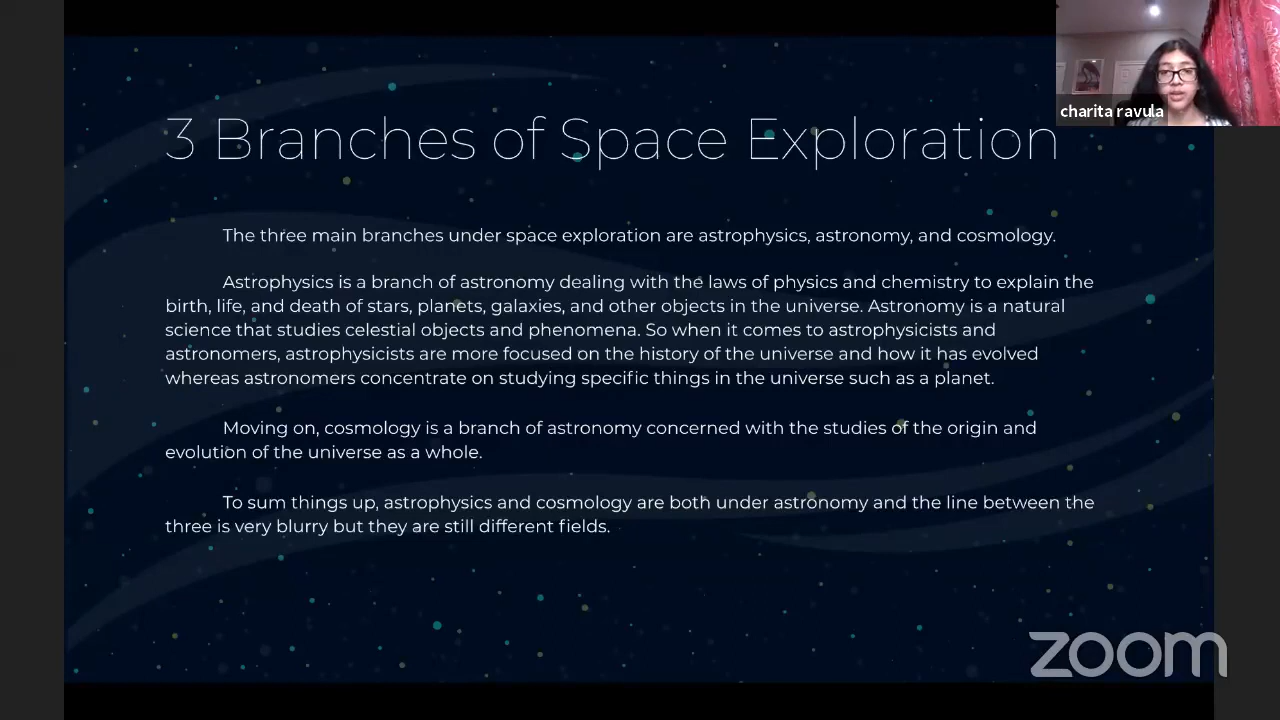 charita ravula
3 Branches of Space Exploration
The three main branches under space exploration are astrophysics, astronomy, and cosmology.
Astrophysics is a branch of astronomy dealing with the laws of physics and chemistry to explain the
birth, life, and death of stars, planets, galaxies, and other objects in the universe. Astronomy is a natural
science that studies celestial objects and phenomena. So when it comes to astrophysicists and
astronomers, astrophysicists are more focused on the history of the universe and how it has evolved
whereas astronomers concentrate on studying specific things in the universe such as a planet.
Moving on, cosmology is a branch of astronomy concerned with the studies of the origin and
evolution of the universe as a whole.
To sum things up, astrophysics and cosmology are both under astronomy and the line between the
three is very blurry but they are still different fields.
zoom